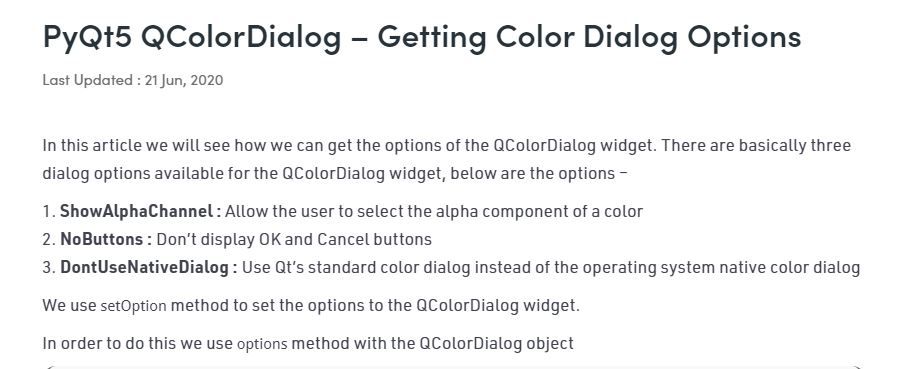 PyQt5 QColorDialog – Getting Color Dialog Options
Last Updated : 21 Jun, 2020
In this article we will see how we can get the options of the QColorDialog widget. There are basically three
dialog options available for the QColorDialog widget, below are the options –
1. ShowAlphaChannel : Allow the user to select the alpha component of a color
2. NoButtons : Don’t display OK and Cancel buttons
3. DontUseNativeDialog : Use Qt’s standard color dialog instead of the operating system native color dialog
We use setOption method to set the options to the QColorDialog widget.
In order to do this we use options method with the QColorDialog object